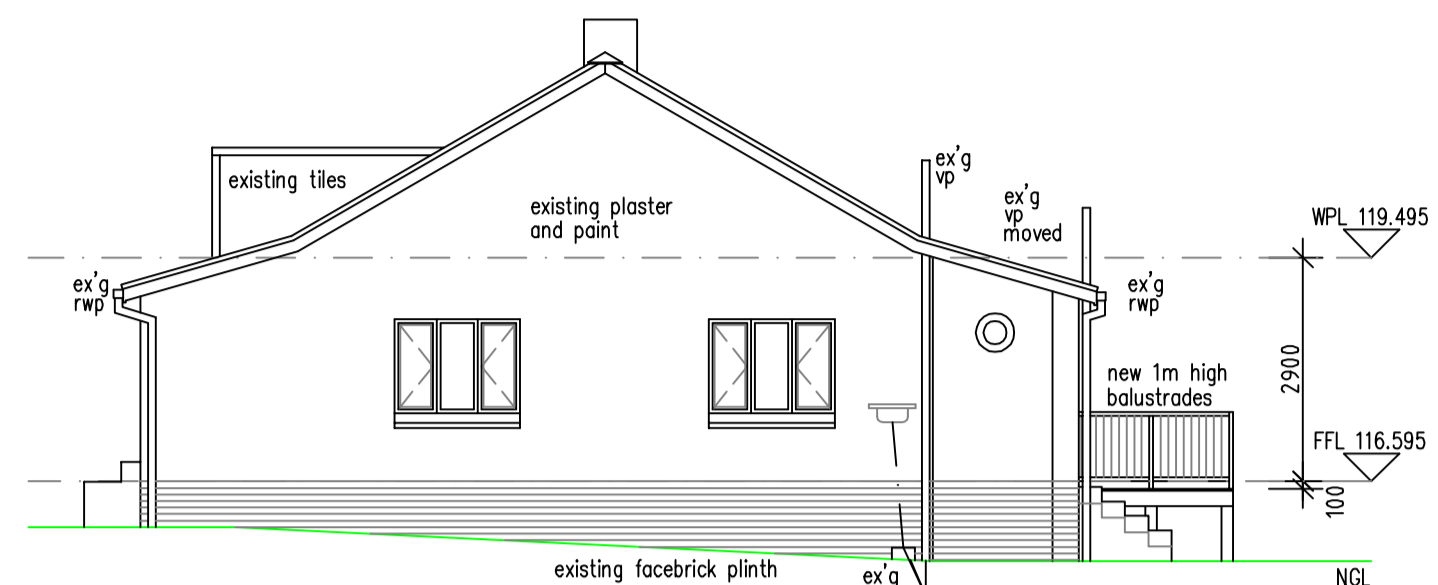 ex'g
vp
existing tiles
ex'g
vp
moved
existing plaster
and paint
WPL 119.495
ex'g
rwp
ex'g
rwp
2900
new 1m high
balustrades
FFL 116.595
100
existing facebrick plinth
ex'g
NGL